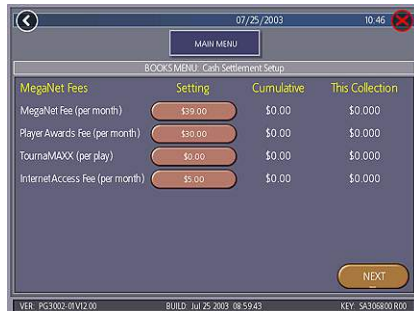 07/25/2003 10.46
MAIN MENU
BOOKS MENU: Cash Settlement Setup
MegaNet Fees Setting Cumulative This Collection
MegaNet Fee (per month) $39.00 $0.00 $0.000
Player Awards Fee (per month) $30.00 $0.00 $0.000
TournaMAXX (per play) $0.00 $0.00 $0.000
Internet Access Fee (per month) $5.00 $0.00 $0.000
NEXT
VER: PG3002-01V12.00 BUILD: Jul 25 2003 08:59:43 KEY: SA306800 R00